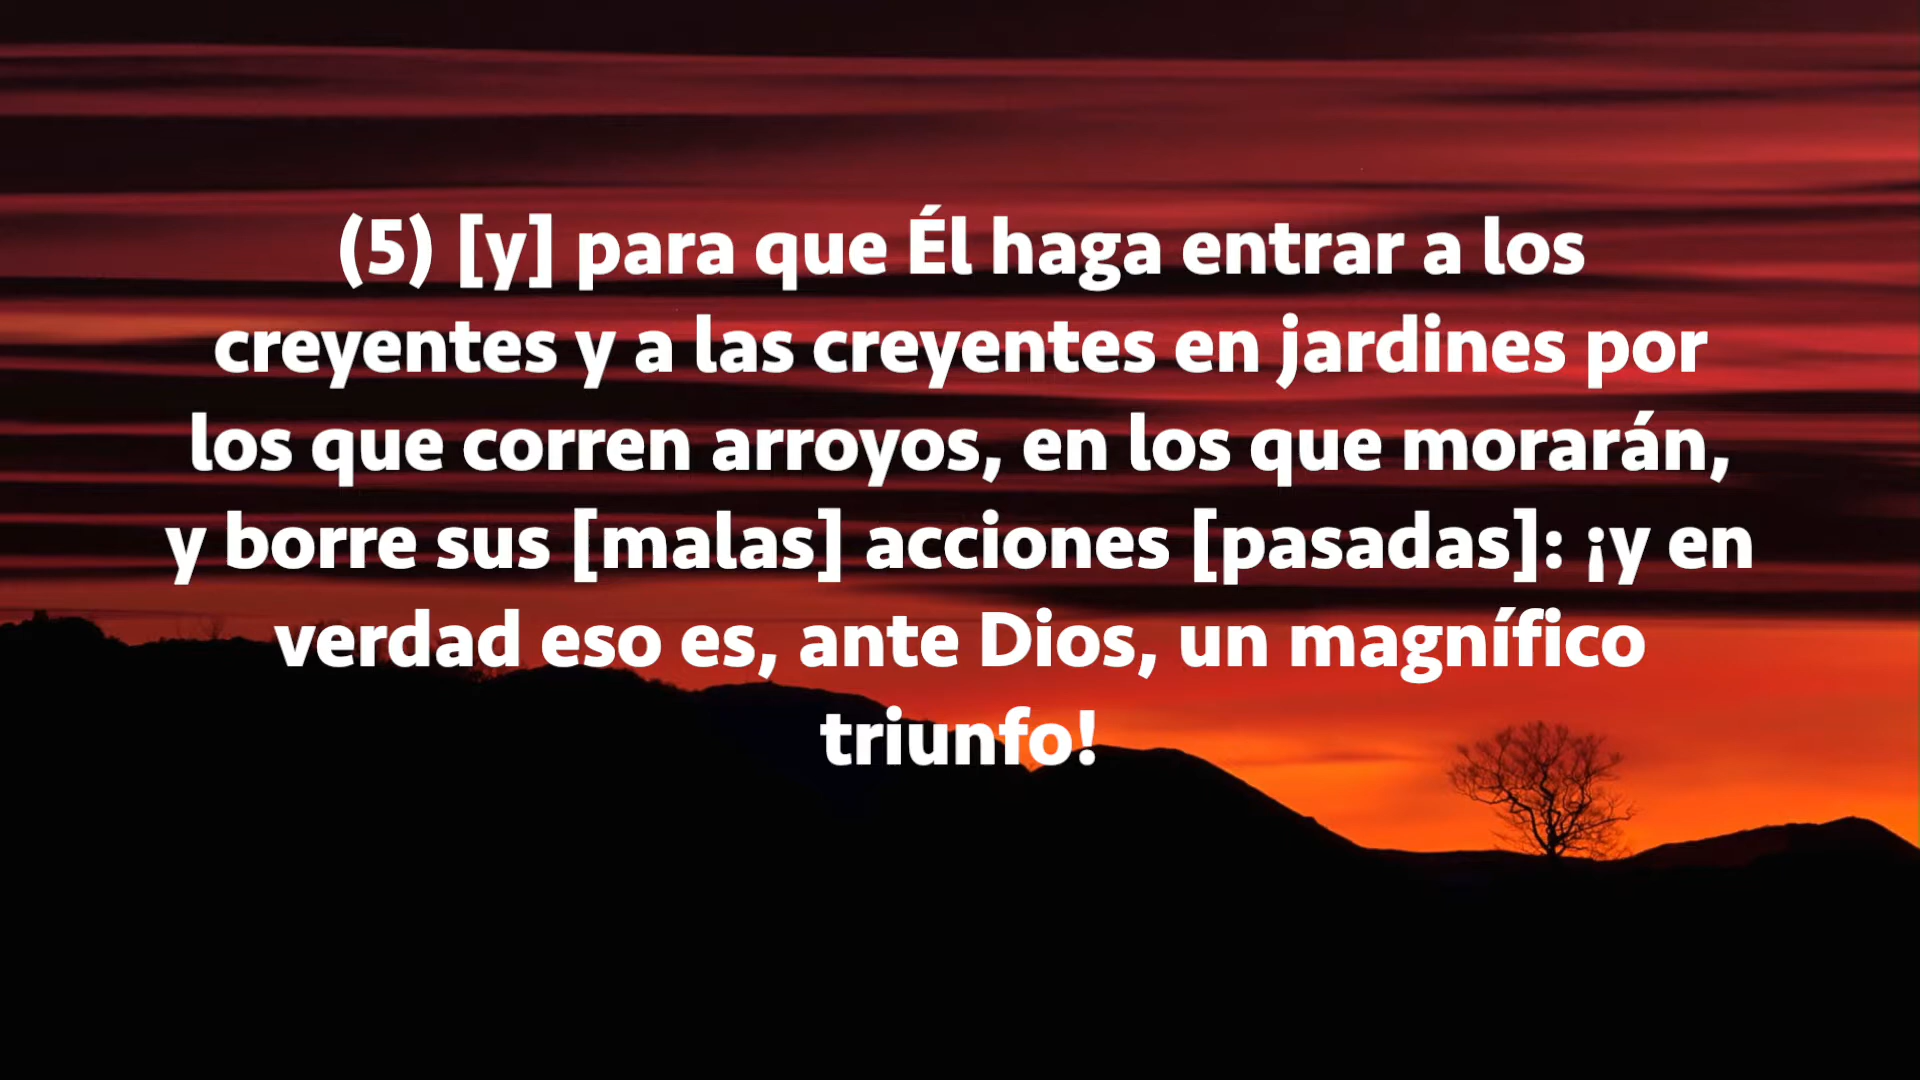 (5) [y] para que Él haga entrar a los
creyentes y a las creyentes en jardines por
los que corren arroyos, en los que morarán,
y borre sus [malas] acciones [pasadas]: ¡y en
verdad eso es, ante Dios, un magnífico
triunfo!